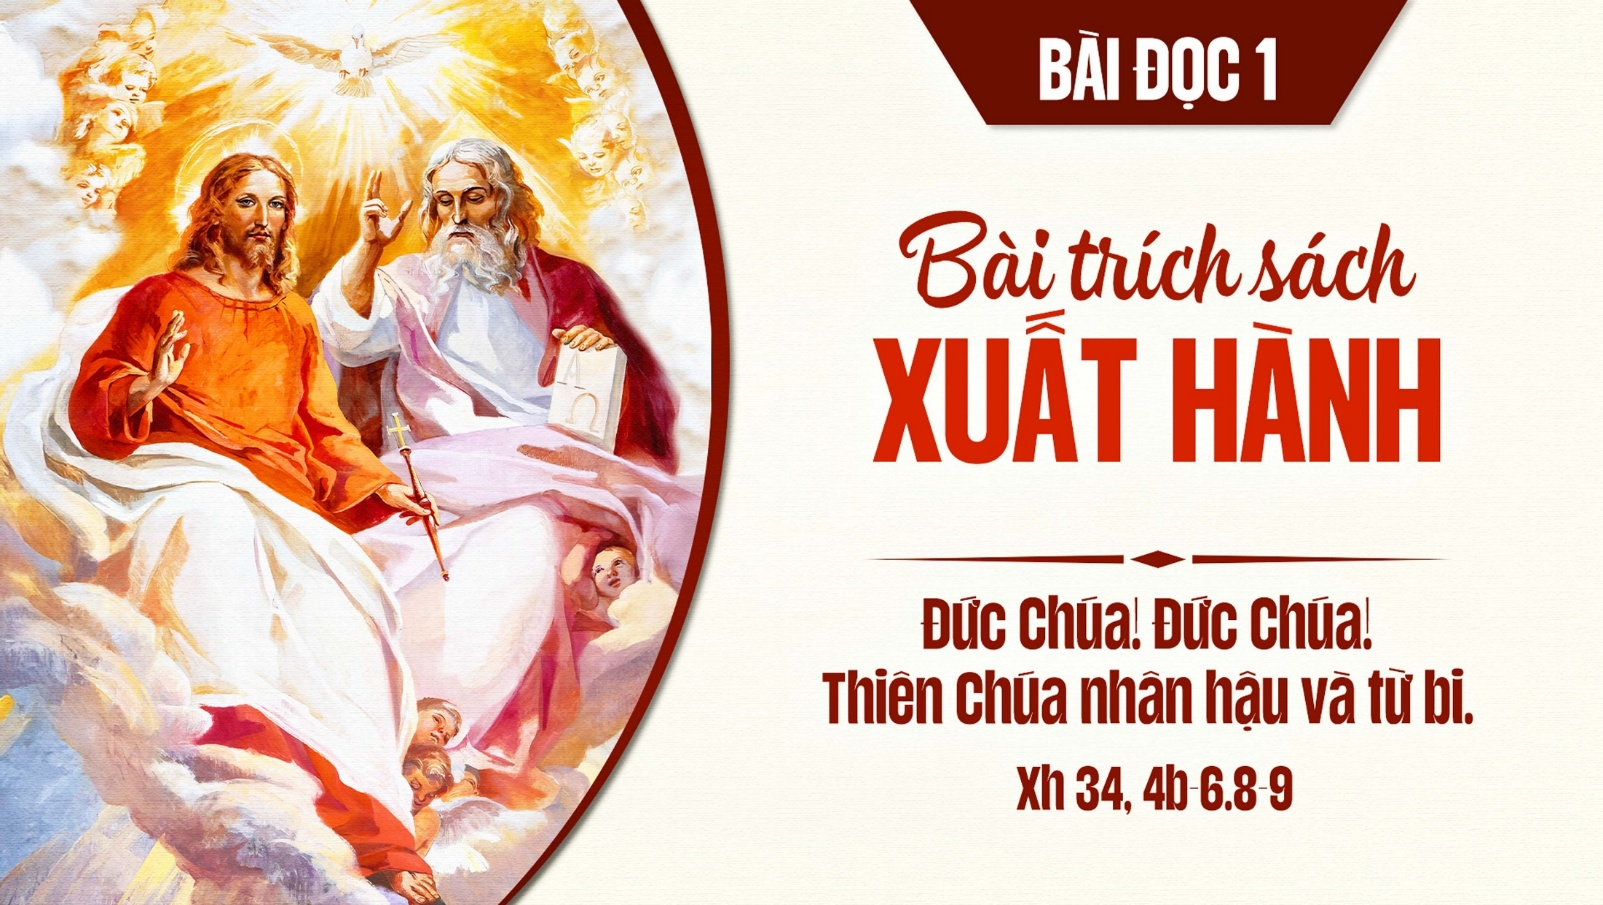 BÀI ĐỌC 1
Bài trích sách
XUẤT HÀNH
Đức Chúa! Đức Chúa!
Thiên Chúa nhân hậu và từ bi.
Xh 34, 4b-6.8-9
Α
Ω